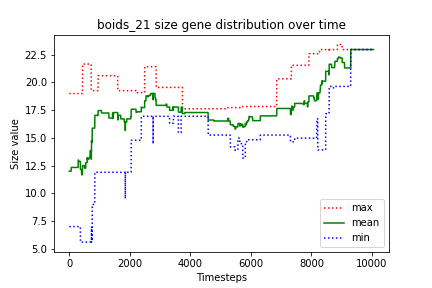 boids_21 size gene distribution over time
Size value
22.5
20.0
17.5
15.0
12.5
10.0
7.5
5.0
max
mean
min
0 2000 4000 6000 8000 10000
Timesteps